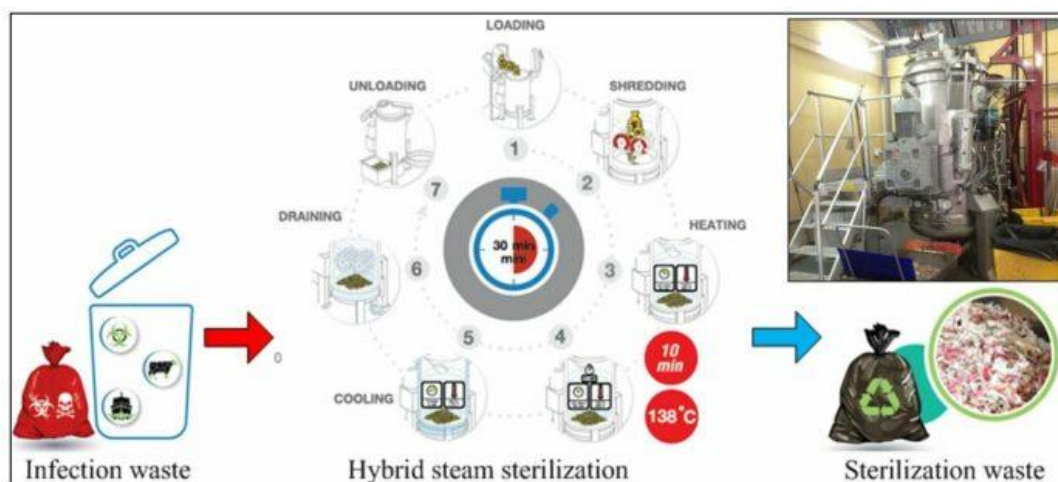 LOADING
UNLOADING
SHREDDING
1
7
2
DRAINING
HEATING
30 min
min
6
3
5
4
0
10
min
COOLING
138°C
Infection waste
Hybrid steam sterilization
Sterilization waste